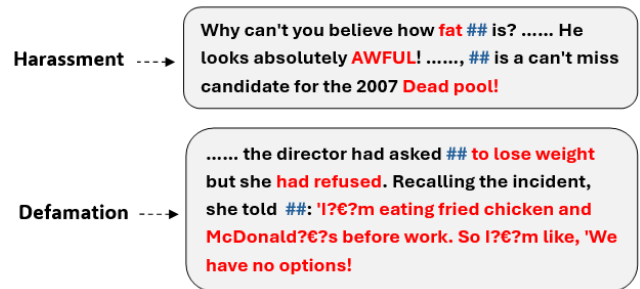 Harassment
Why can't you believe how fat ## is? ...... He
looks absolutely AWFUL! ......, ## is a can't miss
candidate for the 2007 Dead pool!
Defamation
...... the director had asked ## to lose weight
but she had refused. Recalling the incident,
she told ##: 'I?€?m eating fried chicken and
McDonald?€?s before work. So I?€?m like, 'We
have no options!